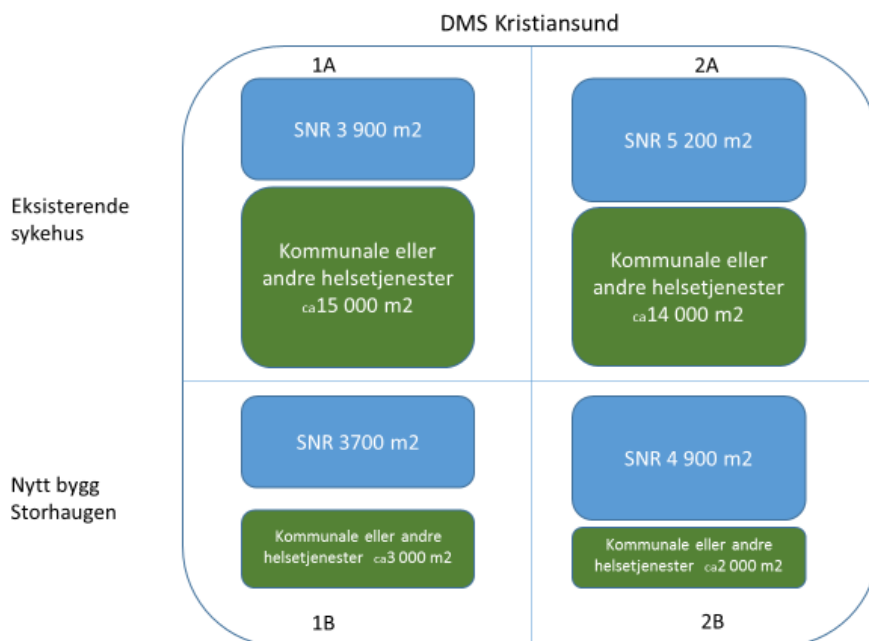 DMS Kristiansund
1A
2A
SNR 3 900 m2
SNR 5 200 m2
Eksisterende
sykehus
Kommunale eller
andre helsetjenester
ca15 000 m2
Kommunale eller
andre helsetjenester
ca14 000 m2
Nytt bygg
Storhaugen
SNR 3700 m2
SNR 4 900 m2
Kommunale eller andre
helsetjenester ca3 000 m2
Kommunale eller andre
helsetjenester ca2 000 m2
1B
2B